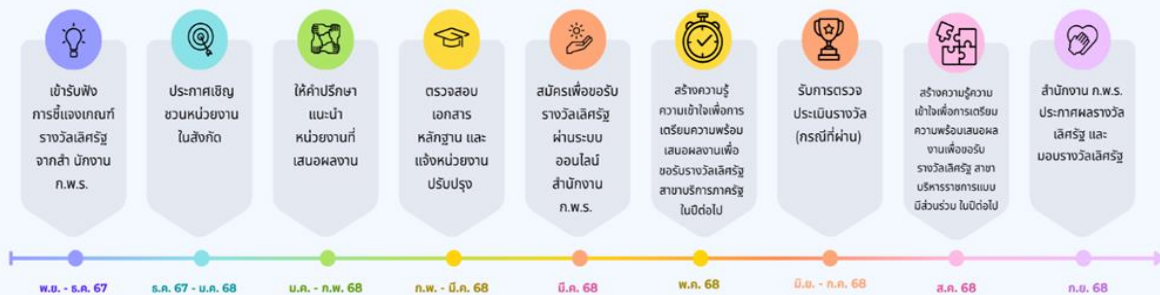 เข้ารับฟัง
การชี้แจงเกณฑ์
รางวัลเลิศรัฐ
จากสำ นักงาน
ก.พ.ร.
ประกาศเชิญ
ชวนหน่วยงาน
ในสังกัด
ให้คำปรึกษา
แนะนำ
หน่วยงานที่
เสนอผลงาน
ตรวจสอบ
เอกสาร
หลักฐาน และ
แจ้งหน่วยงาน
ปรับปรุง
สมัครเพื่อขอรับ
รางวัลเลิศรัฐ
ผ่านระบบ
ออนไลน์
สำนักงาน
ก.พ.ร.
สร้างความรู้
ความเข้าใจเพื่อการ
เตรียมความพร้อม
เสนอผลงานเพื่อ
ขอรับรางวัลเลิศรัฐ
สาขาบริการภาครัฐ
ในปีต่อไป
รับการตรวจ
ประเมินรางวัล
(กรณีที่ผ่าน)
สร้างความรู้ความ
เข้าใจเพื่อการเตรียม
ความพร้อมเสนอผล
งานเพื่อขอรับ
รางวัลเลิศรัฐ สาขา
บริหารราชการแบบ
มีส่วนร่วม ในปีต่อไป
สำนักงาน ก.พ.ร.
ประกาศผลรางวัล
เลิศรัฐ และ
มอบรางวัลเลิศรัฐ
พ.ย. - ธ.ค. 67
ธ.ค. 67 - ม.ค. 68
ม.ค. - ก.พ. 68
ก.พ. - มี.ค. 68
มี.ค. 68
พ.ค. 68
มิ.ย. - ก.ค. 68
ส.ค. 68
ก.ย. 68